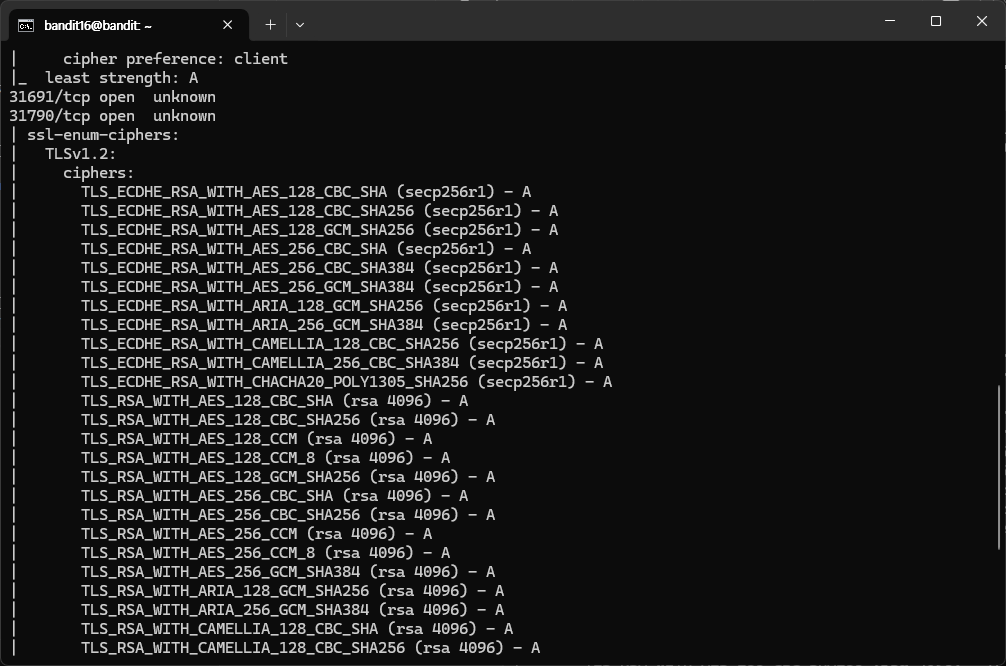 bandit16@bandit: ~
|     cipher preference: client
|_  least strength: A
31691/tcp open  unknown
31790/tcp open  unknown
| ssl-enum-ciphers:
|   TLSv1.2:
|     ciphers:
|       TLS_ECDHE_RSA_WITH_AES_128_CBC_SHA (secp256r1) - A
|       TLS_ECDHE_RSA_WITH_AES_128_CBC_SHA256 (secp256r1) - A
|       TLS_ECDHE_RSA_WITH_AES_128_GCM_SHA256 (secp256r1) - A
|       TLS_ECDHE_RSA_WITH_AES_256_CBC_SHA (secp256r1) - A
|       TLS_ECDHE_RSA_WITH_AES_256_CBC_SHA384 (secp256r1) - A
|       TLS_ECDHE_RSA_WITH_AES_256_GCM_SHA384 (secp256r1) - A
|       TLS_ECDHE_RSA_WITH_ARIA_128_GCM_SHA256 (secp256r1) - A
|       TLS_ECDHE_RSA_WITH_ARIA_256_GCM_SHA384 (secp256r1) - A
|       TLS_ECDHE_RSA_WITH_CAMELLIA_128_CBC_SHA256 (secp256r1) - A
|       TLS_ECDHE_RSA_WITH_CAMELLIA_256_CBC_SHA384 (secp256r1) - A
|       TLS_ECDHE_RSA_WITH_CHACHA20_POLY1305_SHA256 (secp256r1) - A
|       TLS_RSA_WITH_AES_128_CBC_SHA (rsa 4096) - A
|       TLS_RSA_WITH_AES_128_CBC_SHA256 (rsa 4096) - A
|       TLS_RSA_WITH_AES_128_CCM (rsa 4096) - A
|       TLS_RSA_WITH_AES_128_CCM_8 (rsa 4096) - A
|       TLS_RSA_WITH_AES_128_GCM_SHA256 (rsa 4096) - A
|       TLS_RSA_WITH_AES_256_CBC_SHA (rsa 4096) - A
|       TLS_RSA_WITH_AES_256_CBC_SHA256 (rsa 4096) - A
|       TLS_RSA_WITH_AES_256_CCM (rsa 4096) - A
|       TLS_RSA_WITH_AES_256_CCM_8 (rsa 4096) - A
|       TLS_RSA_WITH_AES_256_GCM_SHA384 (rsa 4096) - A
|       TLS_RSA_WITH_ARIA_128_GCM_SHA256 (rsa 4096) - A
|       TLS_RSA_WITH_ARIA_256_GCM_SHA384 (rsa 4096) - A
|       TLS_RSA_WITH_CAMELLIA_128_CBC_SHA (rsa 4096) - A
|       TLS_RSA_WITH_CAMELLIA_128_CBC_SHA256 (rsa 4096) - A